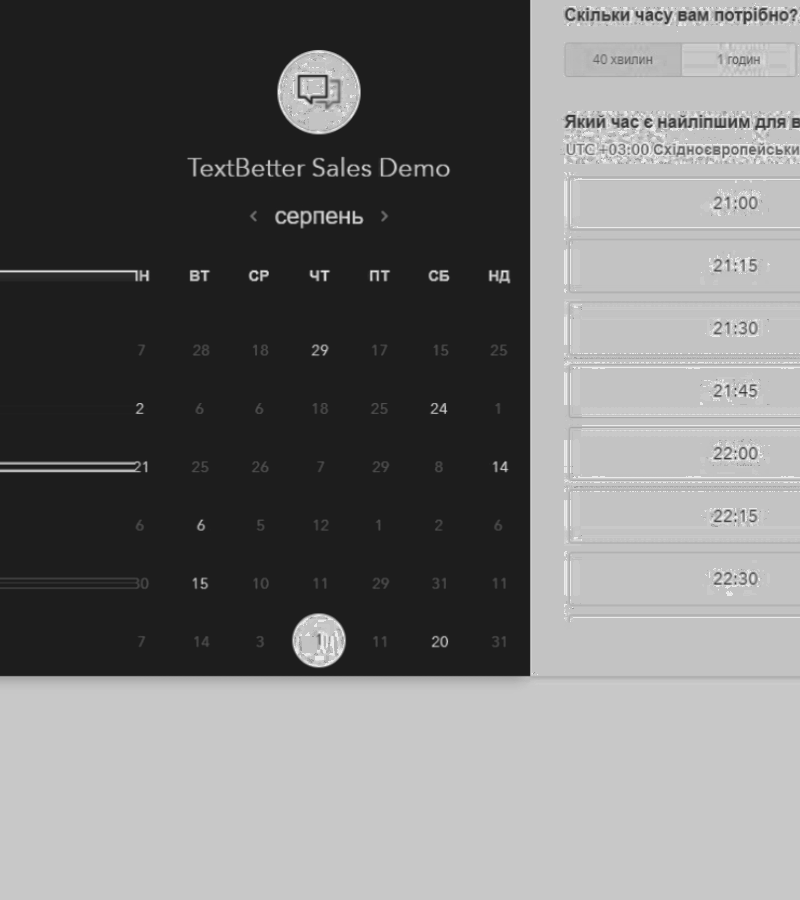 TextBetter Sales Demo
серпень
ВТ СР ЧТ ПТ СБ НД
7 28 18 29 17 15 25
2 6 6 18 25 24 1
21 25 26 7 29 8 14
6 6 5 12 1 2 6
30 15 10 11 29 31 11
7 14 3 11 20 31
Скільки часу вам потрібно?
40 хвилин 1 годин
Який час є найліпшим для в
UTC +03:00 Східноєвропейськи
21:00
21:15
21:30
21:45
22:00
22:15
22:30